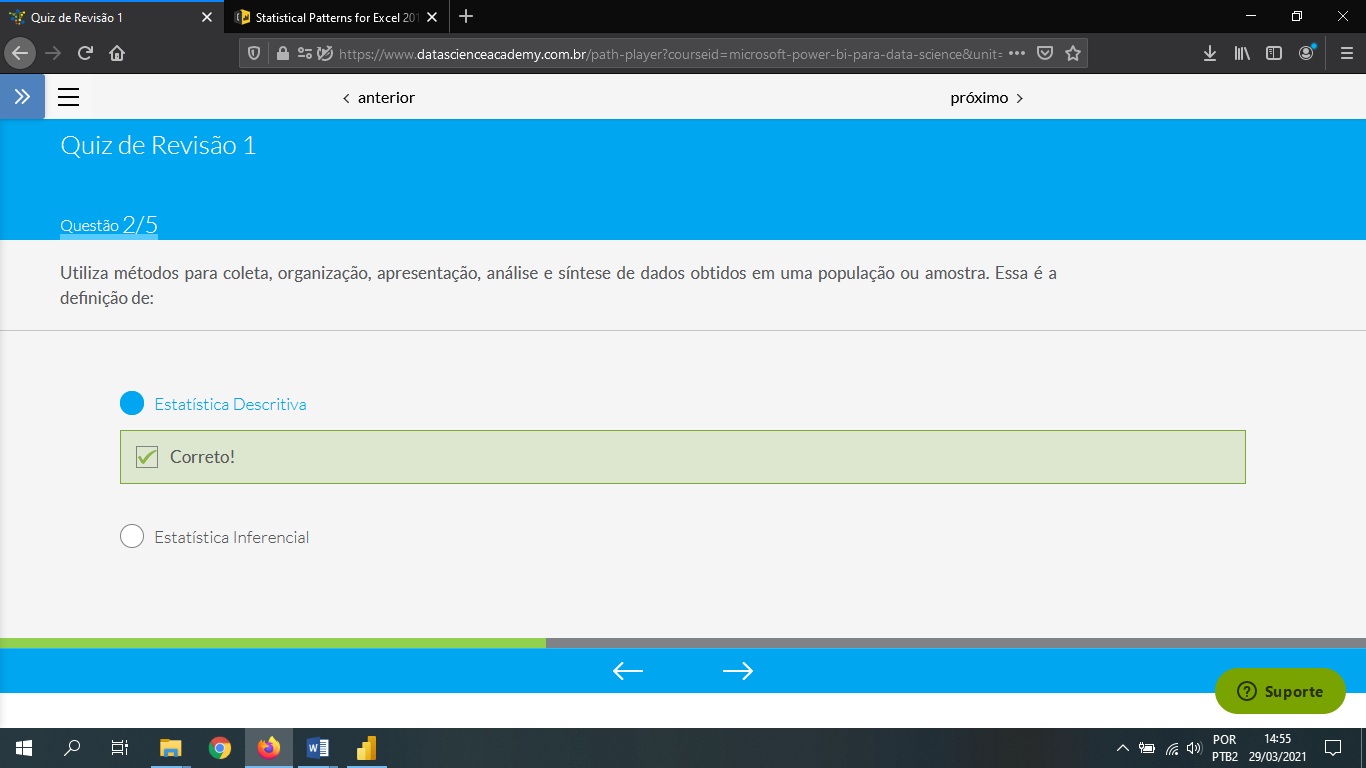 Quiz de Revisão 1
Statistical Patterns for Excel 201
https://www.datascienceacademy.com.br/path-player?courseid=microsoft-power-bi-para-data-science&unit=
anterior
próximo
Quiz de Revisão 1
Questão 2/5
Utiliza métodos para coleta, organização, apresentação, análise e síntese de dados obtidos em uma população ou amostra. Essa é a
definição de:
Estatística Descritiva
Correto!
Estatística Inferencial
Suporte
POR
PTB2
14:55
29/03/2021